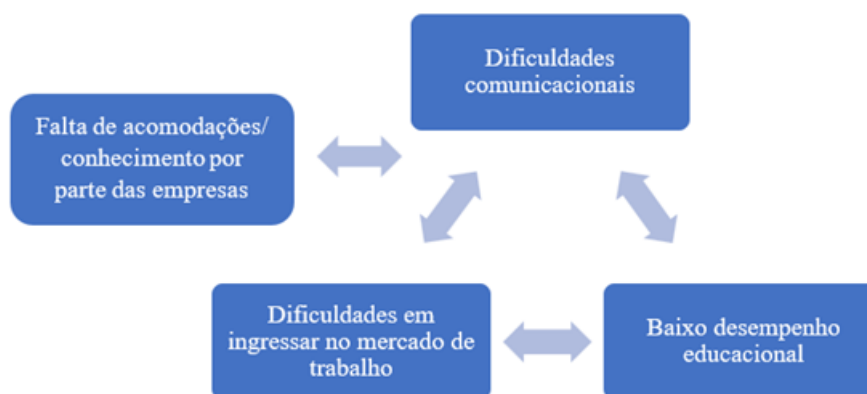 Dificuldades
comunicacionais
Falta de acomodações/
conhecimento por
parte das empresas
Dificuldades em
ingressar no mercado de
trabalho
Baixo desempenho
educacional